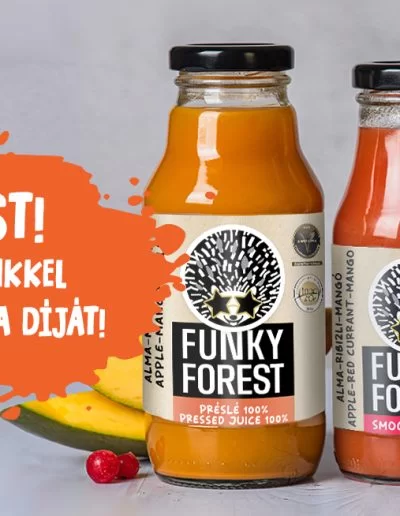 ST!
IKKEL
A DÍJÁT!
ALMA-
APPLE-MAN
FUNKY
FOREST
PRÉSLÉ 100%
PRESSED JUICE 100%
ALMA-RIBIZLI-MANGÓ
APPLE-RED CURRANT-MANGO
FU
FO
SMOO